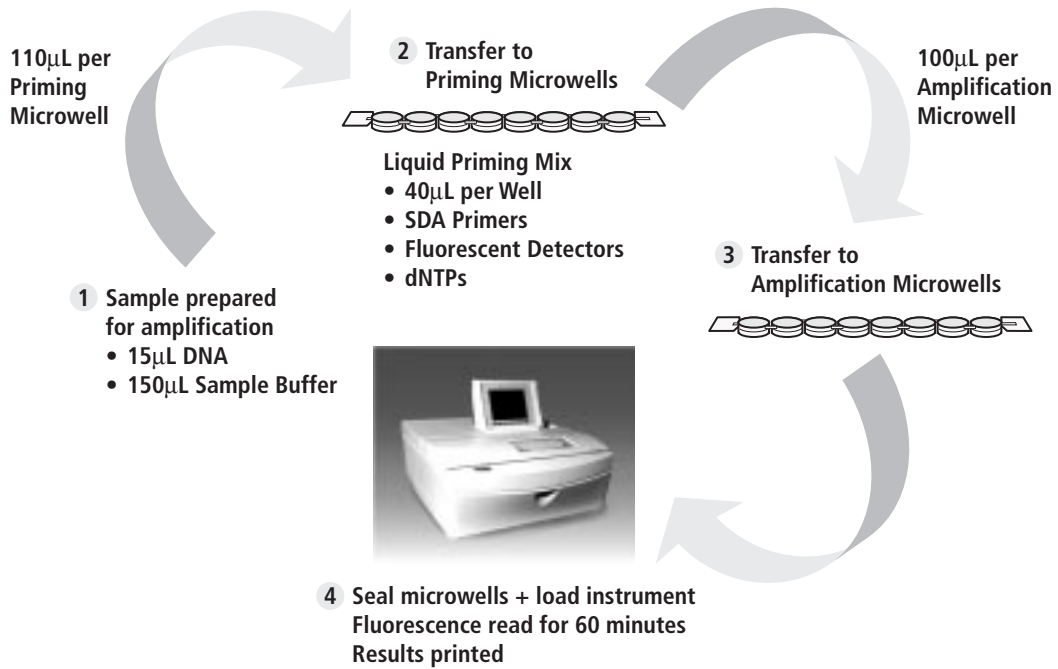 110μL per
Priming
Microwell
2 Transfer to
Priming Microwells
100μL per
Amplification
Microwell
Liquid Priming Mix
• 40μL per Well
• SDA Primers
• Fluorescent Detectors
• dNTPs
1 Sample prepared
for amplification
• 15μL DNA
• 150μL Sample Buffer
3 Transfer to
Amplification Microwells
4 Seal microwells + load instrument
Fluorescence read for 60 minutes
Results printed